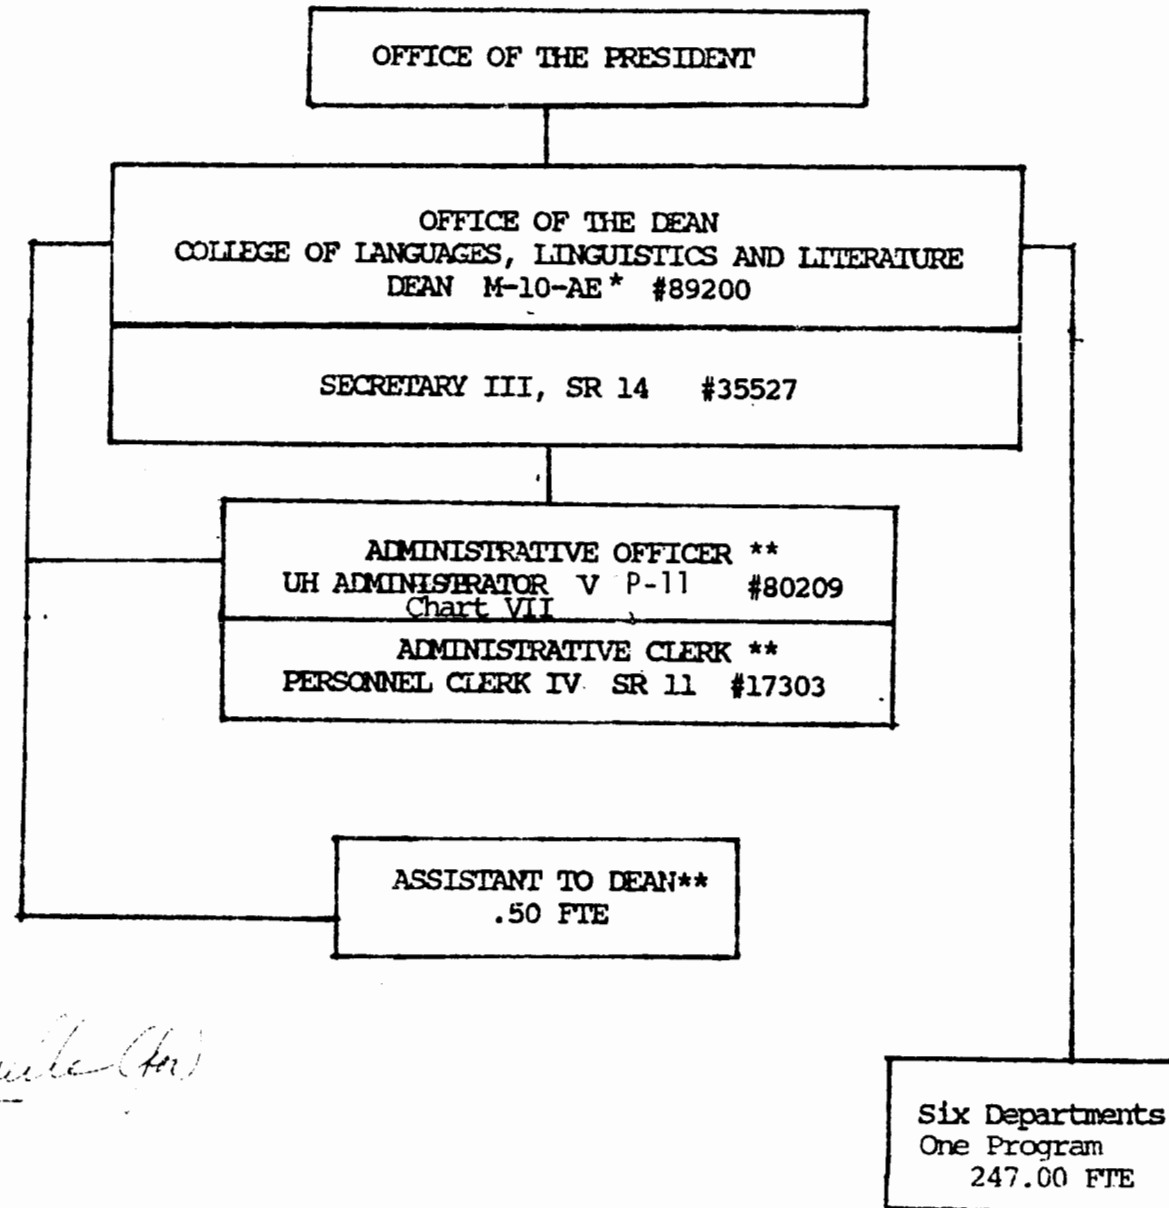 OFFICE OF THE PRESIDENT
OFFICE OF THE DEAN
COLLEGE OF LANGUAGES, LINGUISTICS AND LITERATURE
DEAN M-10-AE* #89200
SECRETARY III, SR 14 #35527
ADMINISTRATIVE OFFICER **
UH ADMINISTRATOR V P-11 #80209
Chart VII
ADMINISTRATIVE CLERK **
PERSONNEL CLERK IV SR 11 #17303
ASSISTANT TO DEAN**
.50 FTE
(for)
Six Departments
One Program
247.00 FTE